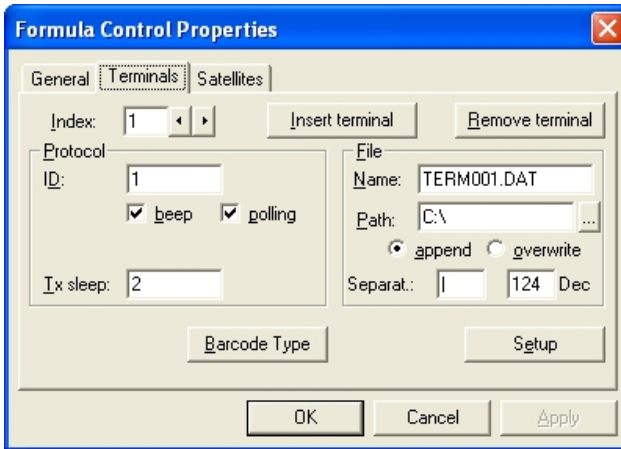 Formula Control Properties
General Terminals Satellites
Index: 1 Insert terminal Remove terminal
Protocol
ID: 1
beep polling
Tx sleep: 2
File
Name: TERM001.DAT
Path: C:\ ...
append overwrite
Separat.: | 124 Dec
Barcode Type Setup
OK Cancel Apply